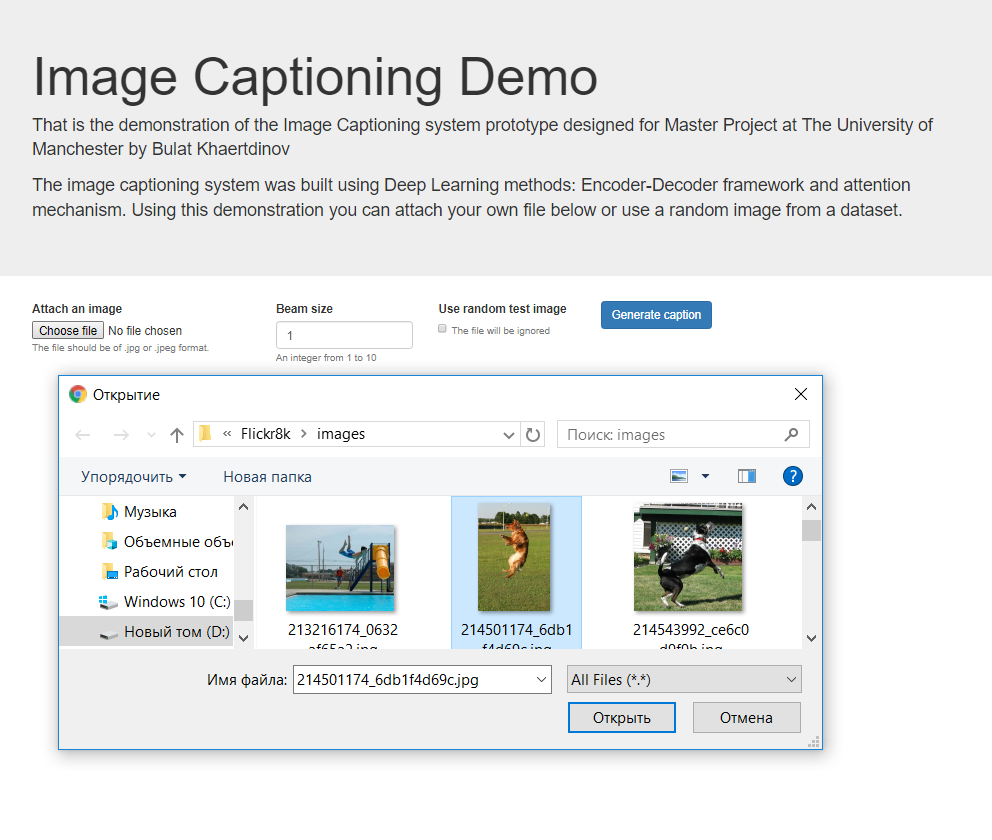 Image Captioning Demo
That is the demonstration of the Image Captioning system prototype designed for Master Project at The University of
Manchester by Bulat Khaertdinov
The image captioning system was built using Deep Learning methods: Encoder-Decoder framework and attention
mechanism. Using this demonstration you can attach your own file below or use a random image from a dataset.
Attach an image
Choose file No file chosen
The file should be of .jpg or .jpeg format.
Beam size
1
An integer from 1 to 10
Use random test image
The file will be ignored
Generate caption
Открытие
« Flickr8k > images
Поиск: images
Упорядочить
Новая папка
?
Музыка
Объемные объ
Рабочий стол
Windows 10 (C:)
Новый том (D:)
213216174_0632
af65a2.jpg
214501174_6db1
f4d69c.jpg
214543992_ce6c0
d9f9b.jpg
Имя файла: 214501174_6db1f4d69c.jpg
All Files (*.*)
Открыть
Отмена